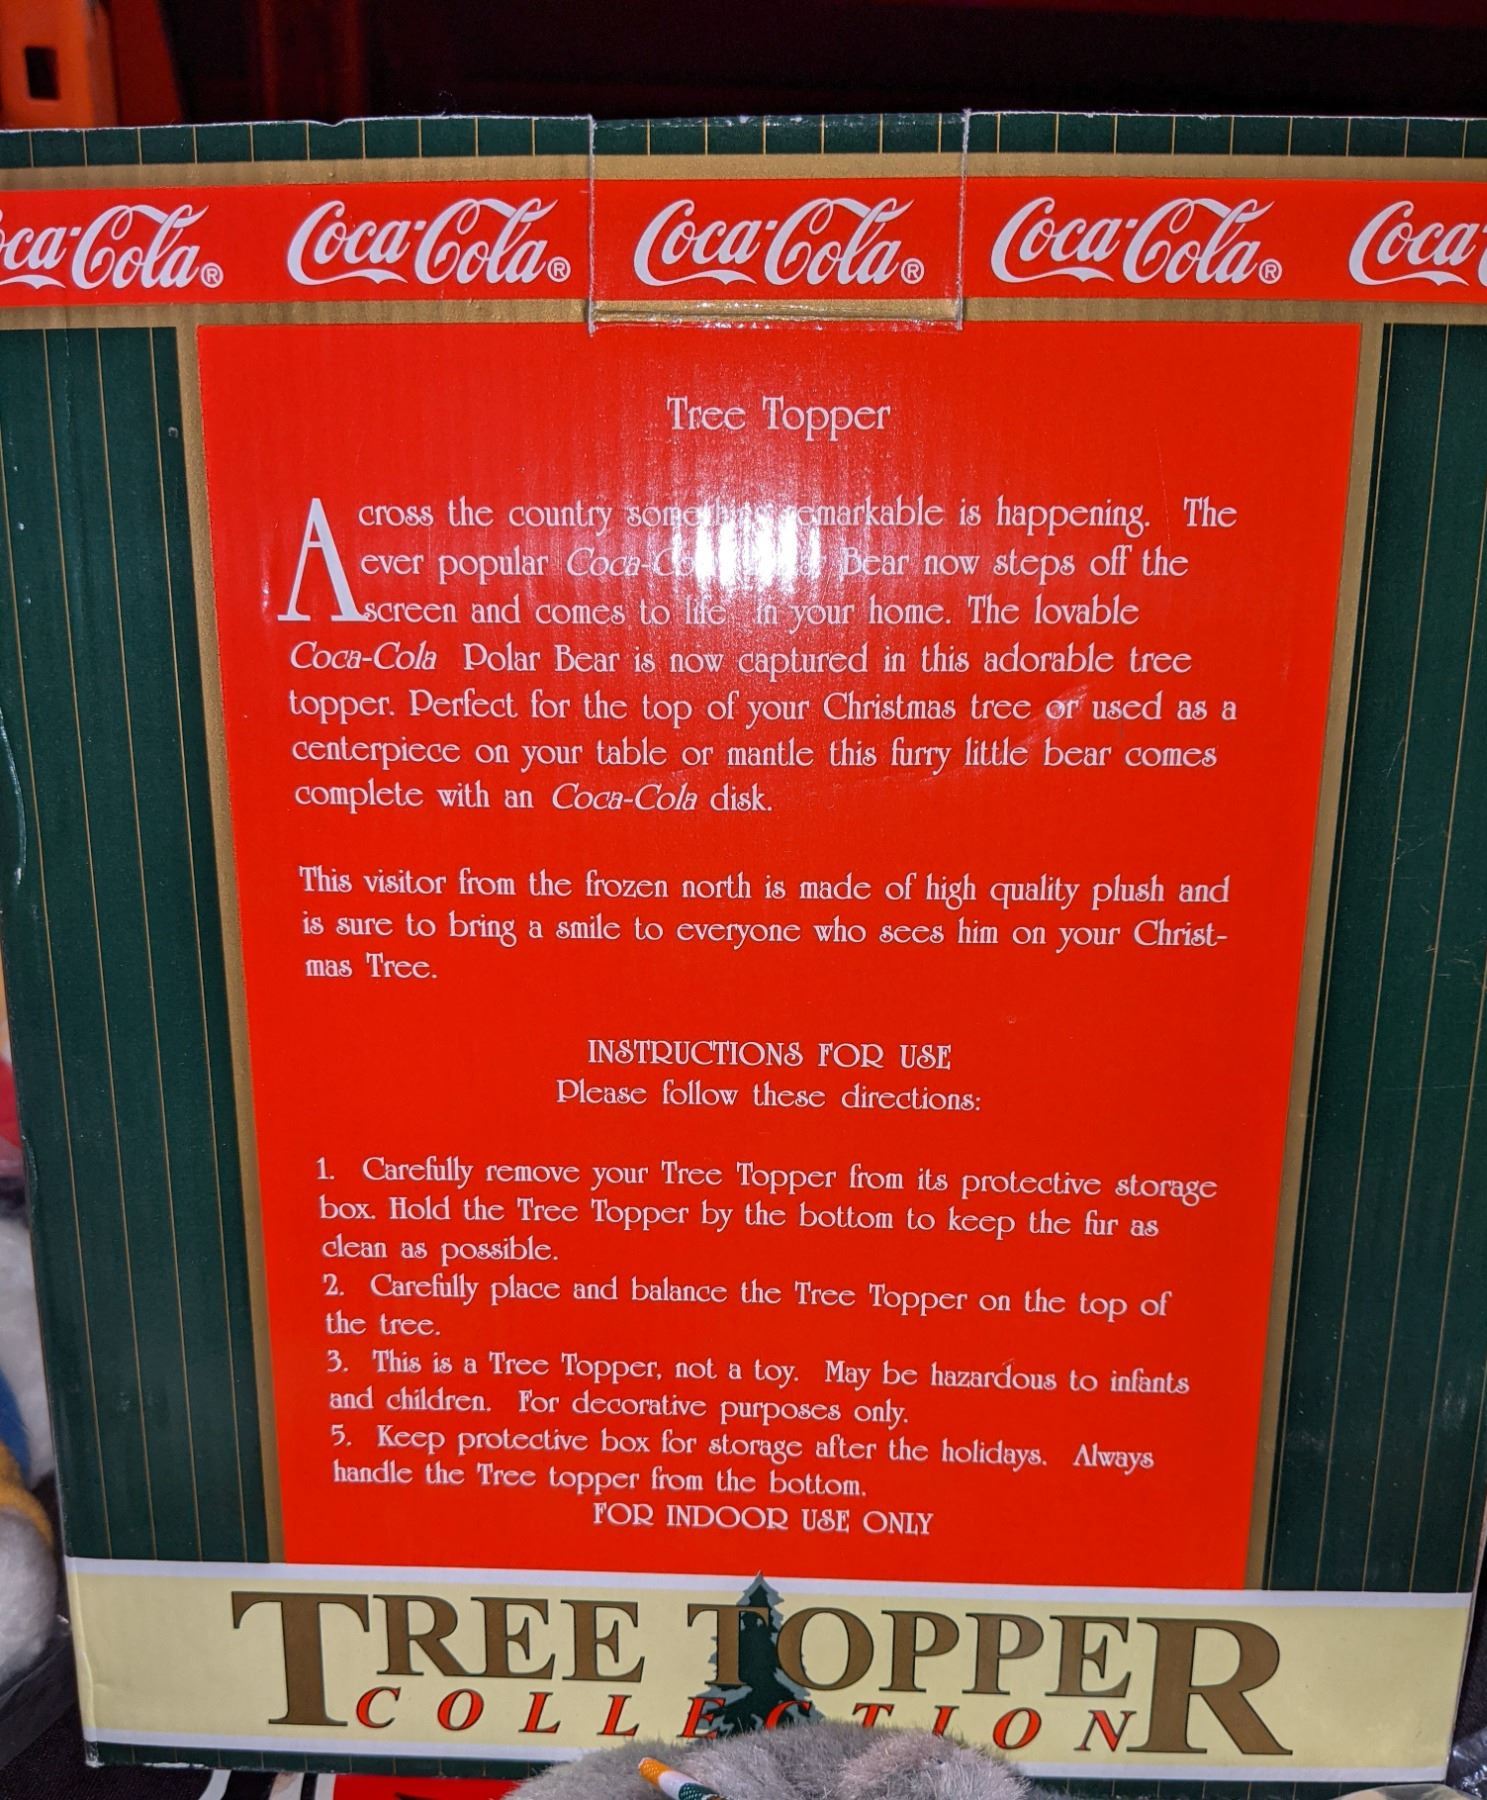 ca-Cola® Coca-Cola® Coca-Cola® Coca-Cola® Coca
Tree Topper
Across the country remarkable is happening. The
ever popular Coca-Co Bear now steps off the
screen and comes to life in your home. The lovable
Coca-Cola Polar Bear is now captured in this adorable tree
topper. Perfect for the top of your Christmas tree or used as a
centerpiece on your table or mantle this furry little bear comes
complete with an Coca-Cola disk.
This visitor from the frozen north is made of high quality plush and
is sure to bring a smile to everyone who sees him on your Christ-
mas Tree.
INSTRUCTIONS FOR USE
Please follow these directions:
1. Carefully remove your Tree Topper from its protective storage
box. Hold the Tree Topper by the bottom to keep the fur as
clean as possible.
2. Carefully place and balance the Tree Topper on the top of
the tree.
3. This is a Tree Topper, not a toy. May be hazardous to infants
and children. For decorative purposes only.
5. Keep protective box for storage after the holidays. Always
handle the Tree topper from the bottom.
FOR INDOOR USE ONLY
TREE TOPPER
COLLECTION